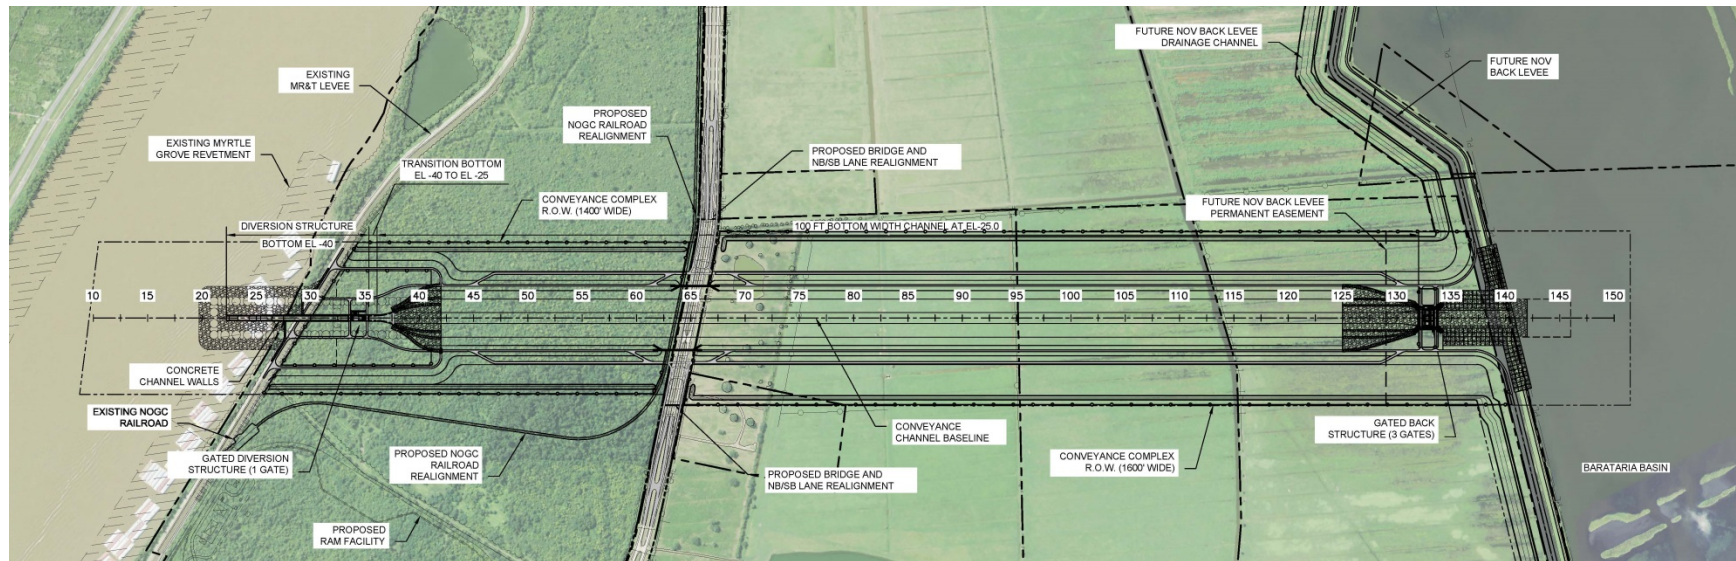 FUTURE NOV BACK LEVEE
DRAINAGE CHANNEL
FUTURE NOV
BACK LEVEE
EXISTING
MR&T LEVEE
PROPOSED
NOGC RAILROAD
REALIGNMENT
EXISTING MYRTLE
GROVE REVETMENT
PROPOSED BRIDGE AND
NB/SB LANE REALIGNMENT
TRANSITION BOTTOM
EL -40 TO EL -25
CONVEYANCE COMPLEX
R.O.W. (1400' WIDE)
FUTURE NOV BACK LEVEE
PERMANENT EASEMENT
DIVERSION STRUCTURE
BOTTOM EL -40
100 FT BOTTOM WIDTH CHANNEL AT EL-25.0
10 15 20 25 30 35 40 45 50 55 60 65 70 75 80 85 90 95 100 105 110 115 120 125 130 135 140 145 150
CONCRETE
CHANNEL WALLS
EXISTING NOGC
RAILROAD
GATED DIVERSION
STRUCTURE (1 GATE)
PROPOSED NOGC
RAILROAD
REALIGNMENT
PROPOSED
RAM FACILITY
CONVEYANCE
CHANNEL BASELINE
PROPOSED BRIDGE AND
NB/SB LANE REALIGNMENT
CONVEYANCE COMPLEX
R.O.W. (1600' WIDE)
GATED BACK
STRUCTURE (3 GATES)
BARATARIA BASIN